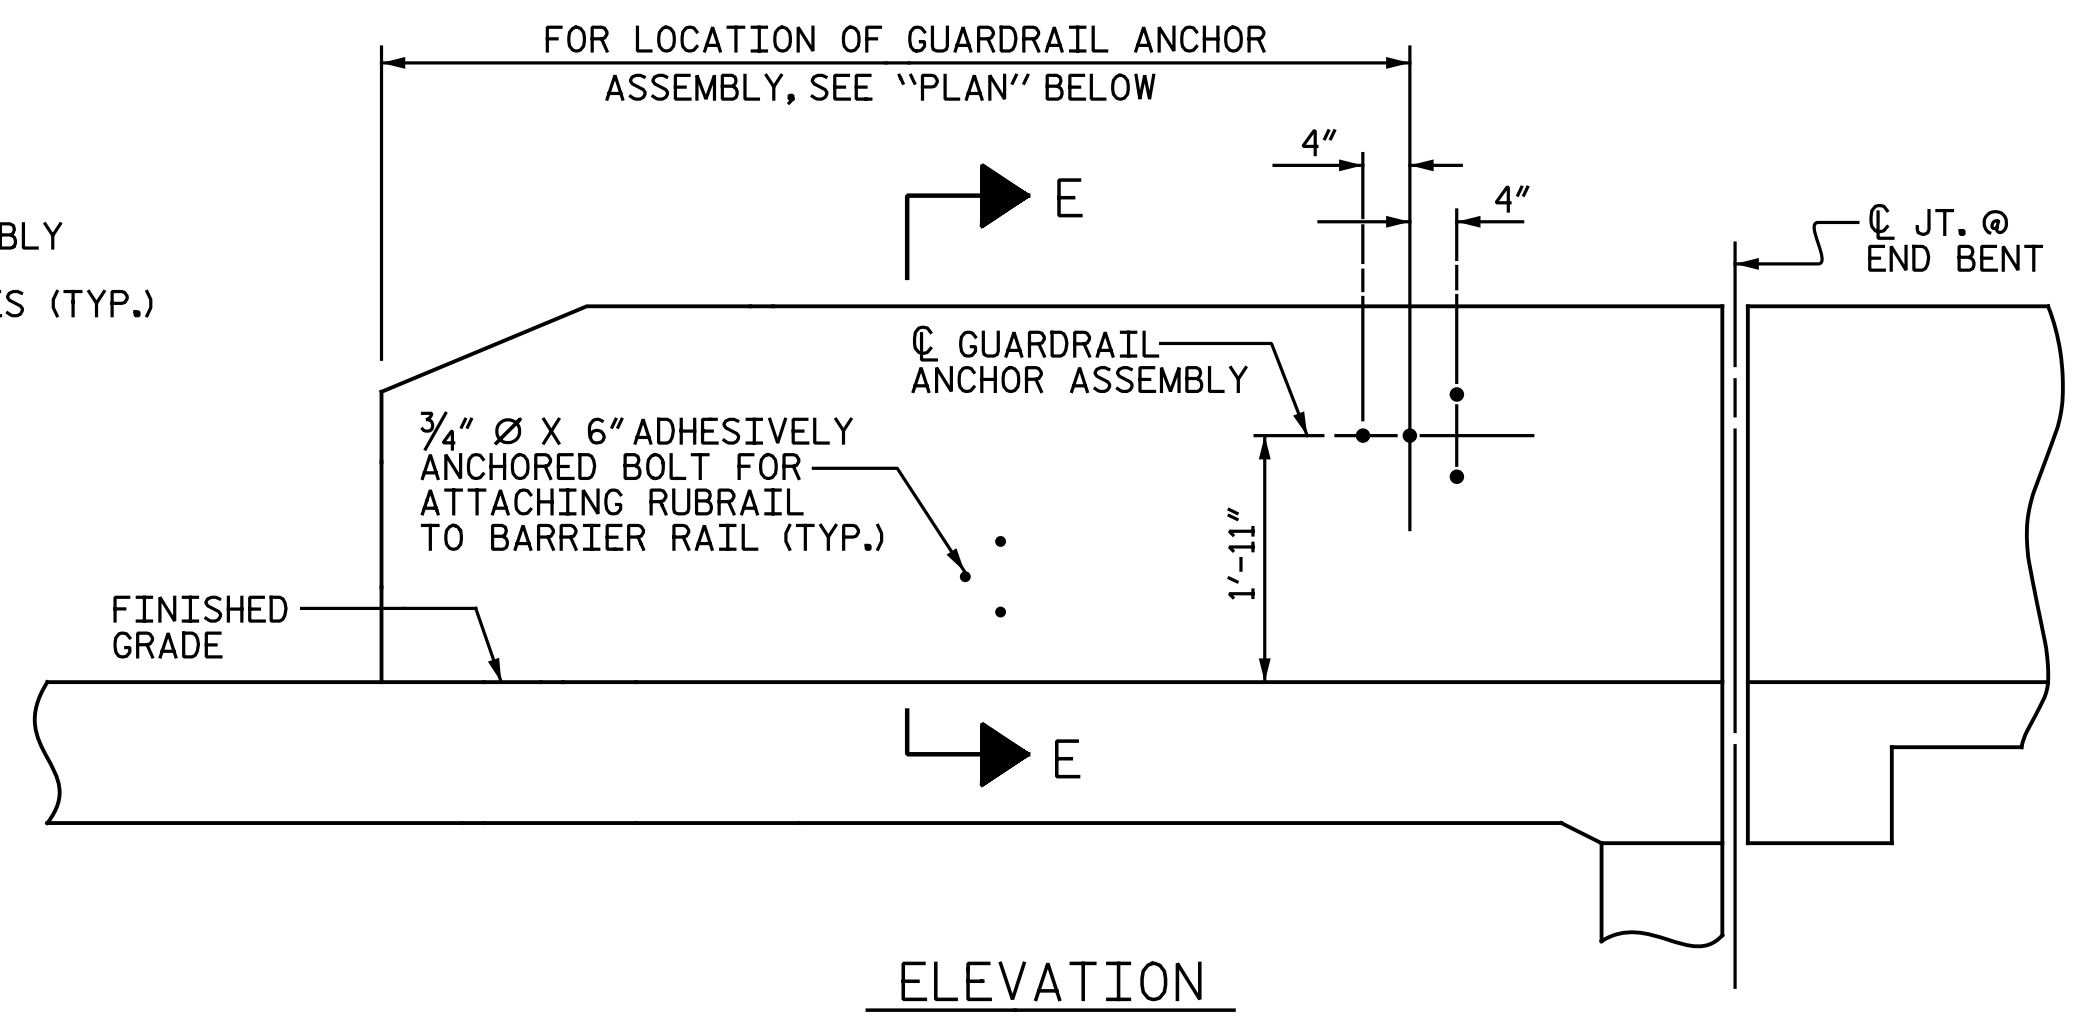 FOR LOCATION OF GUARDRAIL ANCHOR
ASSEMBLY, SEE "PLAN" BELOW
4"
4"
E
℄ JT. @
END BENT
BLY
(TYP.)
℄ GUARDRAIL
ANCHOR ASSEMBLY
3/4" Ø X 6" ADHESIVELY
ANCHORED BOLT FOR
ATTACHING RUBRAIL
TO BARRIER RAIL (TYP.)
1'-11"
FINISHED
GRADE
E
ELEVATION